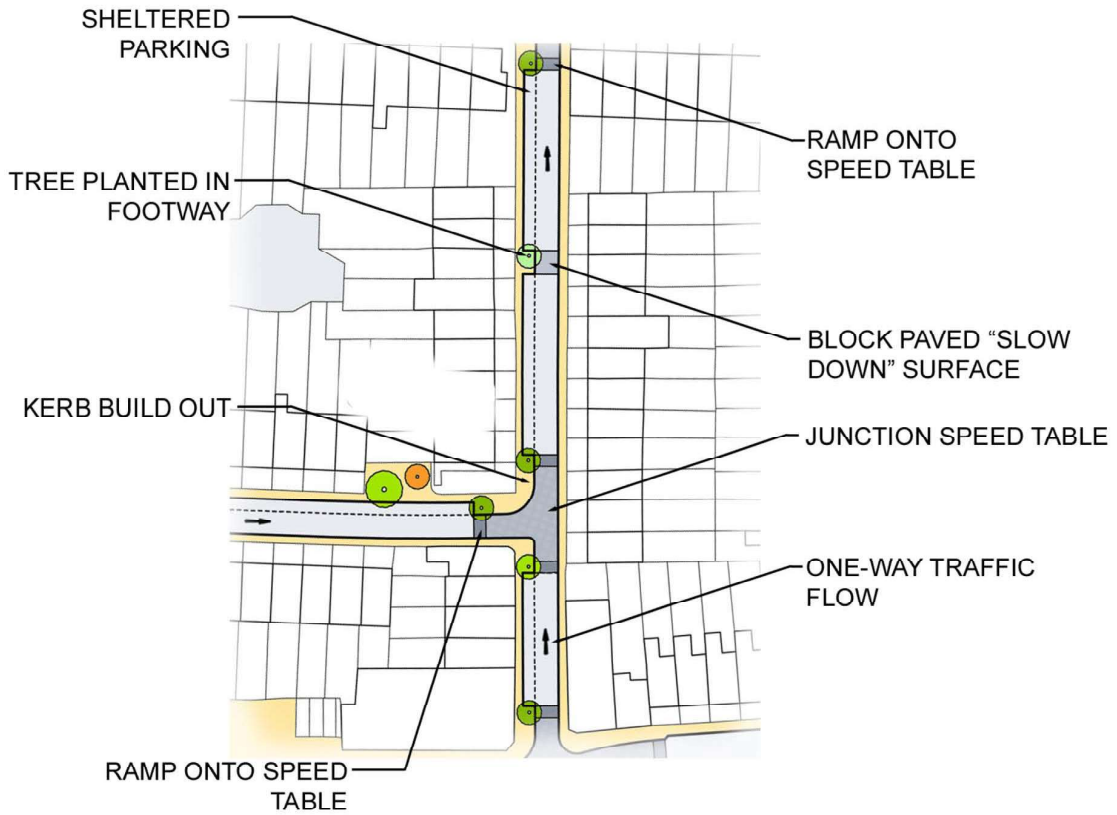 SHELTERED
PARKING
RAMP ONTO
SPEED TABLE
TREE PLANTED IN
FOOTWAY
BLOCK PAVED “SLOW
DOWN” SURFACE
KERB BUILD OUT
JUNCTION SPEED TABLE
ONE-WAY TRAFFIC
FLOW
RAMP ONTO SPEED
TABLE